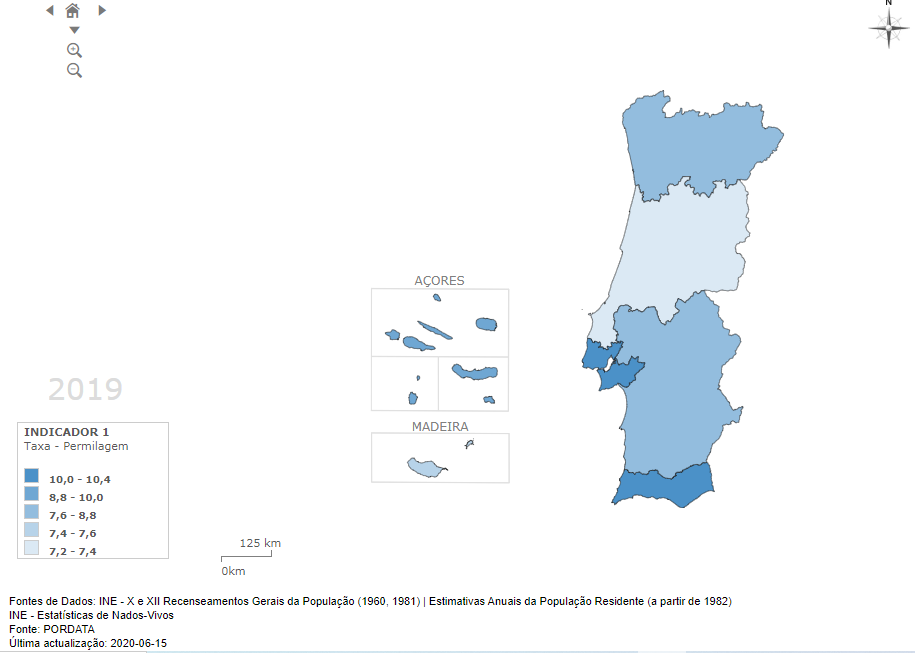 N
AÇORES
MADEIRA
2019
INDICADOR 1
Taxa - Permilagem
10,0 - 10,4
8,8 - 10,0
7,6 - 8,8
7,4 - 7,6
7,2 - 7,4
125 km
0km
Fontes de Dados: INE - X e XII Recenseamentos Gerais da População (1960, 1981) | Estimativas Anuais da População Residente (a partir de 1982)
INE - Estatísticas de Nados-Vivos
Fonte: PORDATA
Última actualização: 2020-06-15